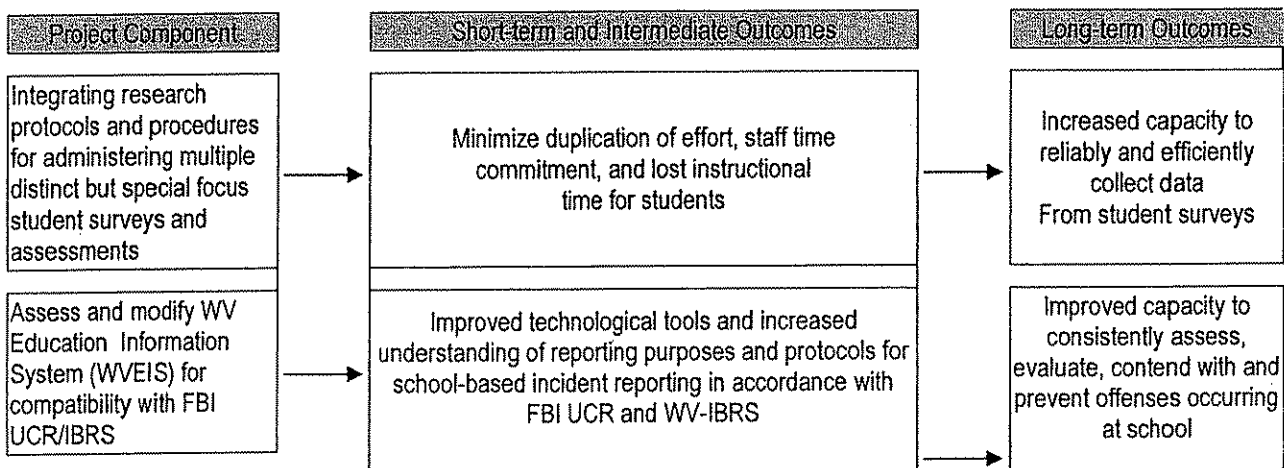 Project Component
Short-term and Intermediate Outcomes
Long-term Outcomes
Integrating research
protocols and procedures
for administering multiple
distinct but special focus
student surveys and
assessments
Minimize duplication of effort, staff time
commitment, and lost instructional
time for students
Increased capacity to
reliably and efficiently
collect data
From student surveys
Assess and modify WV
Education Information
System (WVEIS) for
compatibility with FBI
UCR/IBRS
Improved technological tools and increased
understanding of reporting purposes and protocols for
school-based incident reporting in accordance with
FBI UCR and WV-IBRS
Improved capacity to
consistently assess,
evaluate, contend with and
prevent offenses occurring
at school